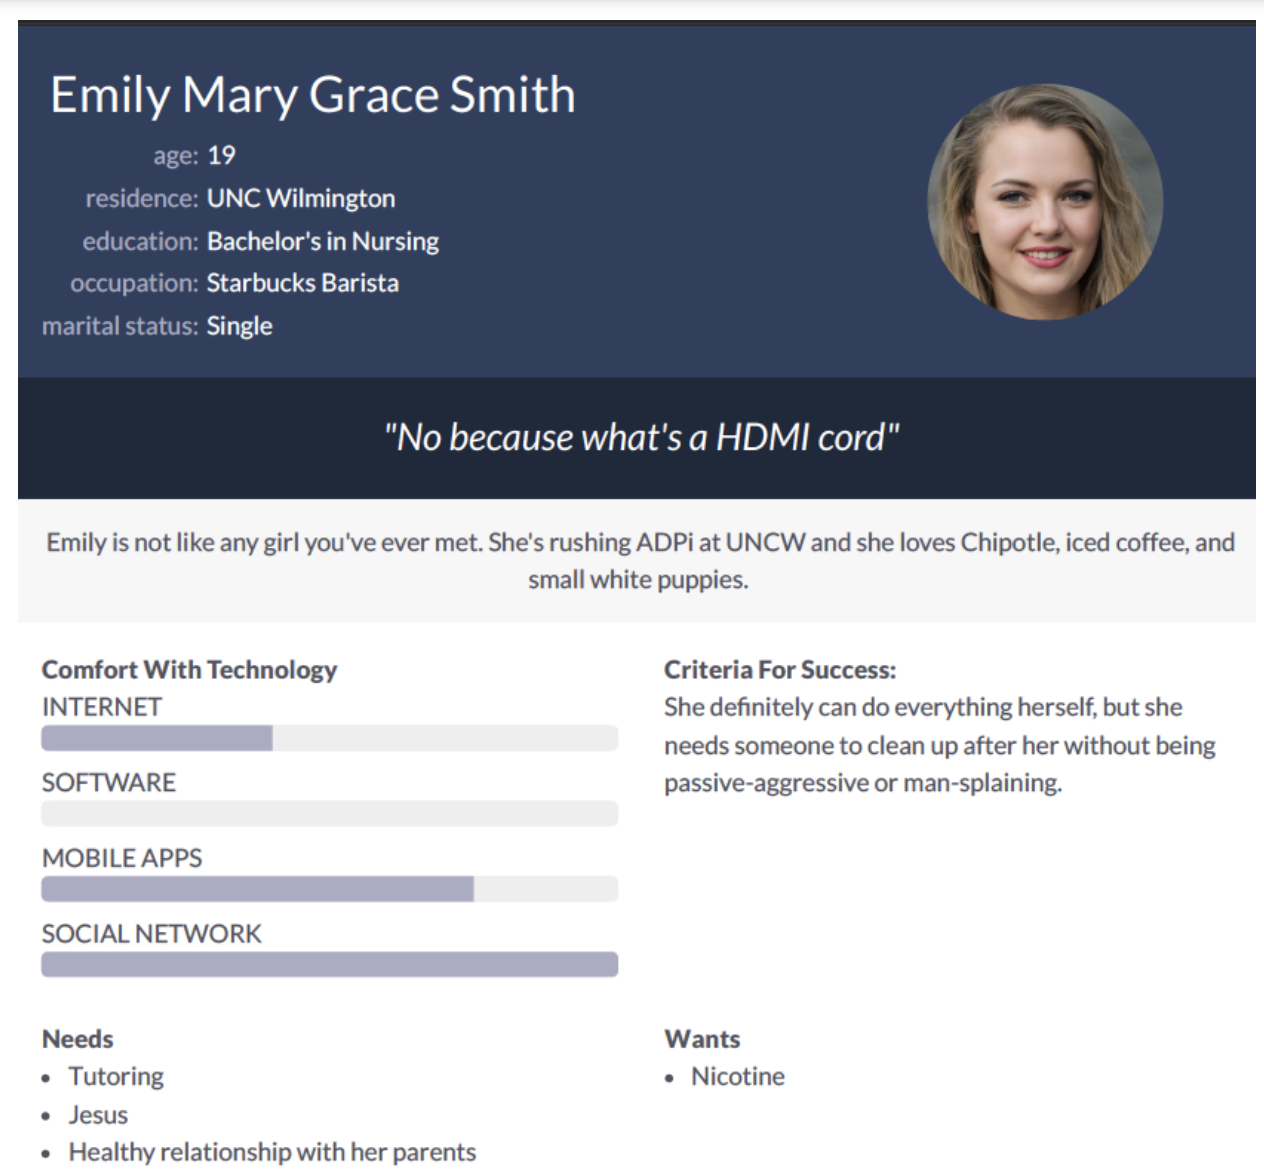 Emily Mary Grace Smith
age: 19
residence: UNC Wilmington
education: Bachelor's in Nursing
occupation: Starbucks Barista
marital status: Single
"No because what's a HDMI cord"
Emily is not like any girl you've ever met. She's rushing ADPi at UNCW and she loves Chipotle, iced coffee, and
small white puppies.
Comfort With Technology
INTERNET
SOFTWARE
MOBILE APPS
SOCIAL NETWORK
Criteria For Success:
She definitely can do everything herself, but she
needs someone to clean up after her without being
passive-aggressive or man-splaining.
Needs
• Tutoring
• Jesus
• Healthy relationship with her parents
Wants
• Nicotine